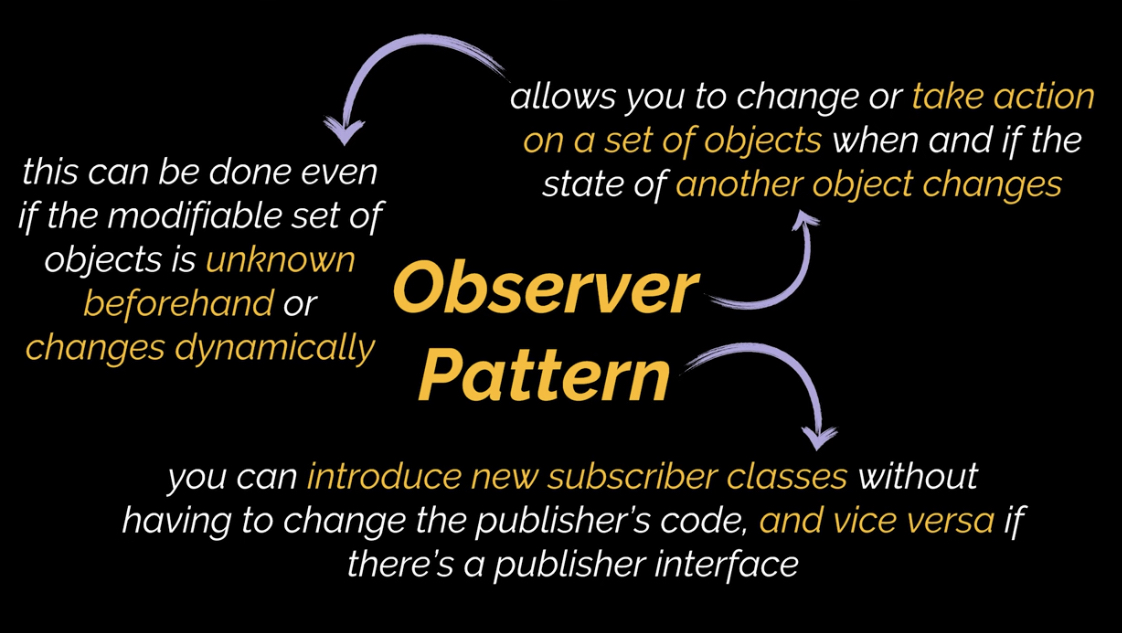 allows you to change or take action
on a set of objects when and if the
state of another object changes
this can be done even
if the modifiable set of
objects is unknown
beforehand or
changes dynamically
Observer
Pattern
you can introduce new subscriber classes without
having to change the publisher’s code, and vice versa if
there’s a publisher interface